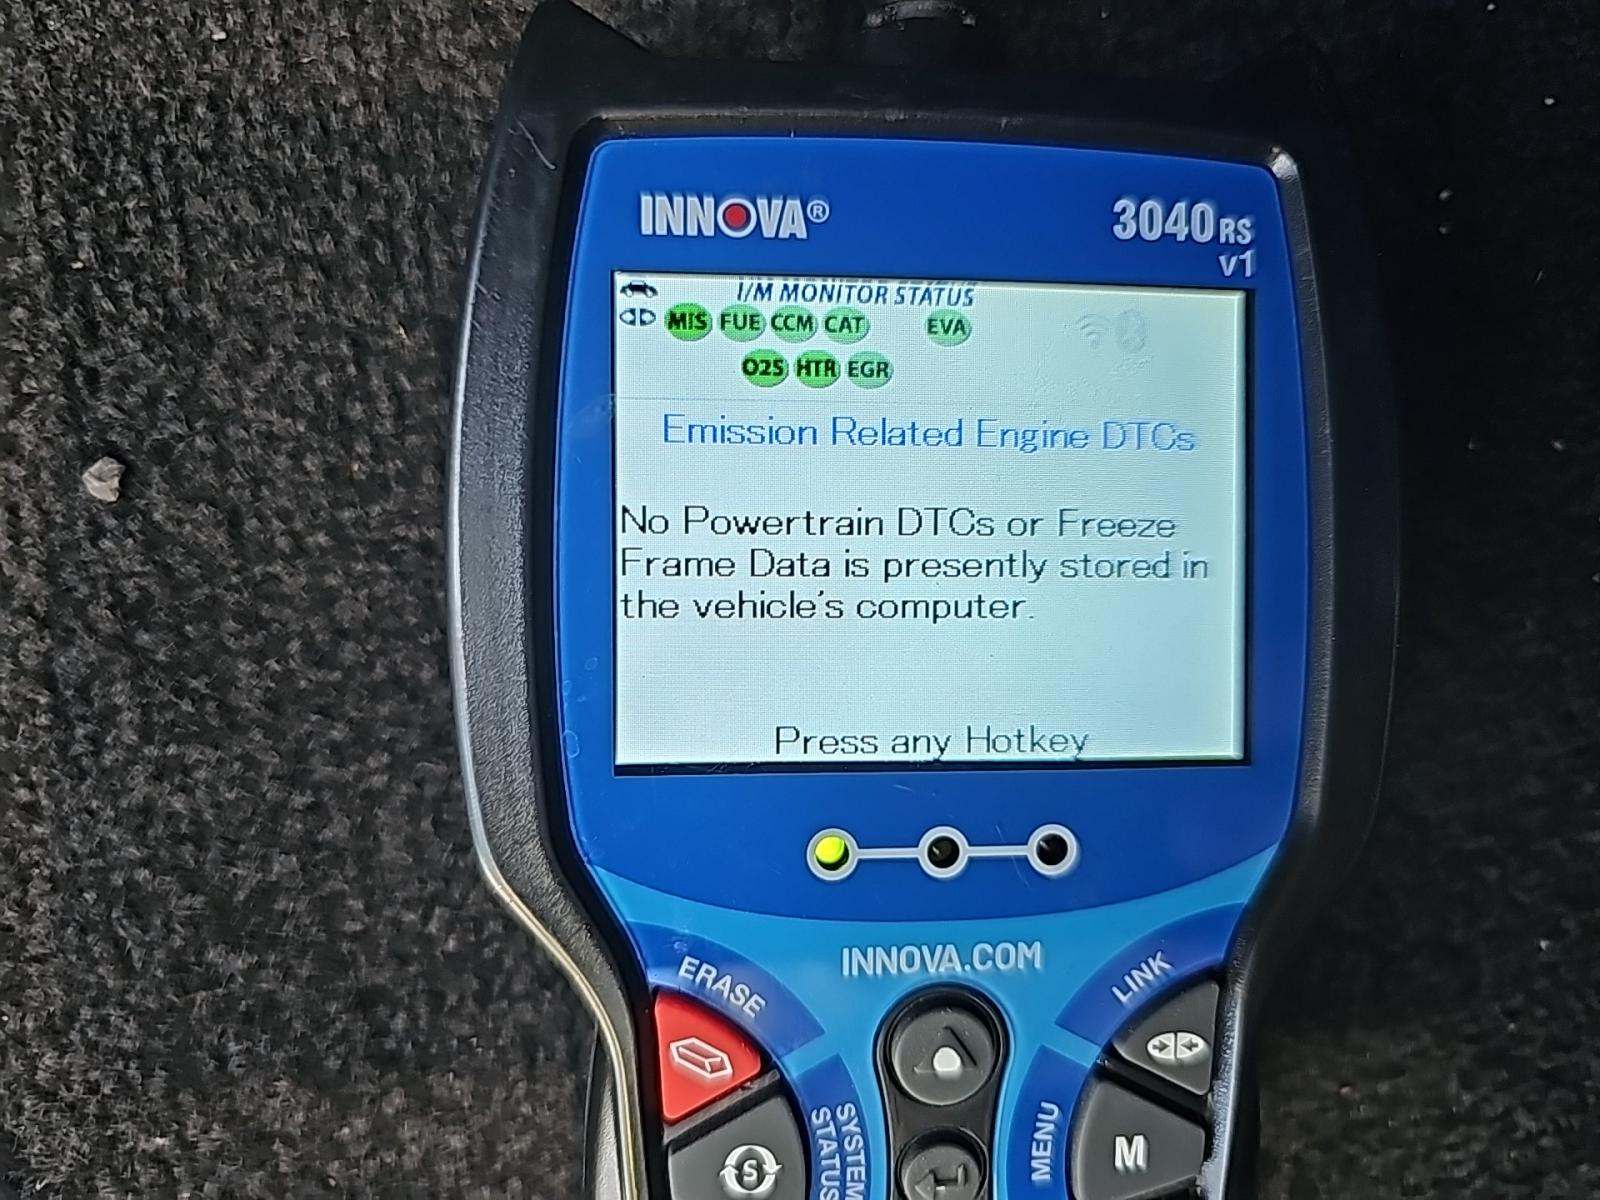 INNOVA®
3040RS
v1
I/M MONITOR STATUS
MIS FUE CCM CAT EVA
O2S HTR EGR
Emission Related Engine DTCs
No Powertrain DTCs or Freeze
Frame Data is presently stored in
the vehicle's computer.
Press any Hotkey
INNOVA.COM
ERASE
LINK
SYSTEM
STATUS
S
MENU
M